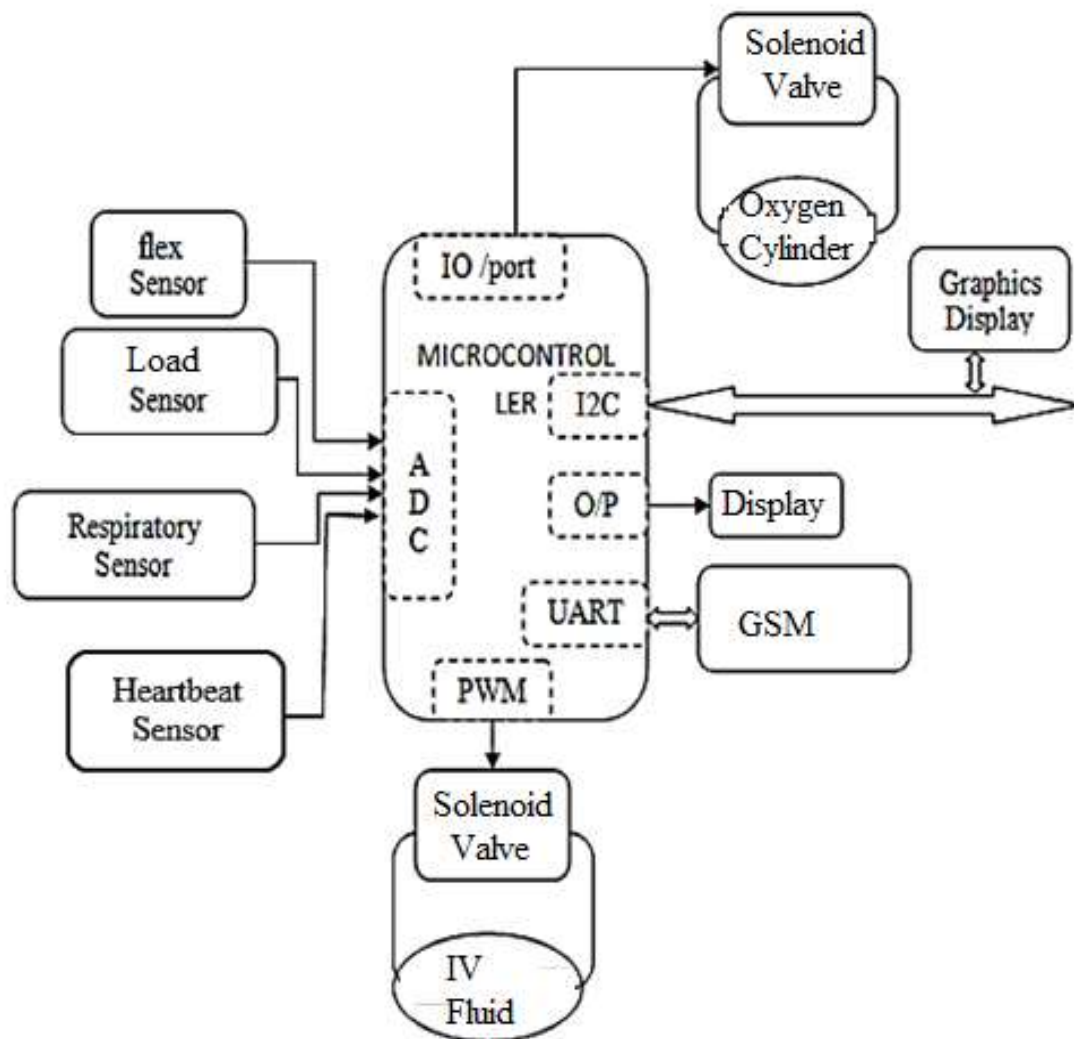 Solenoid
Valve
Oxygen
Cylinder
flex
Sensor
IO /port
Graphics
Display
Load
Sensor
MICROCONTROL
LER
I2C
A
D
C
O/P
Display
Respiratory
Sensor
UART
GSM
Heartbeat
Sensor
PWM
Solenoid
Valve
IV
Fluid